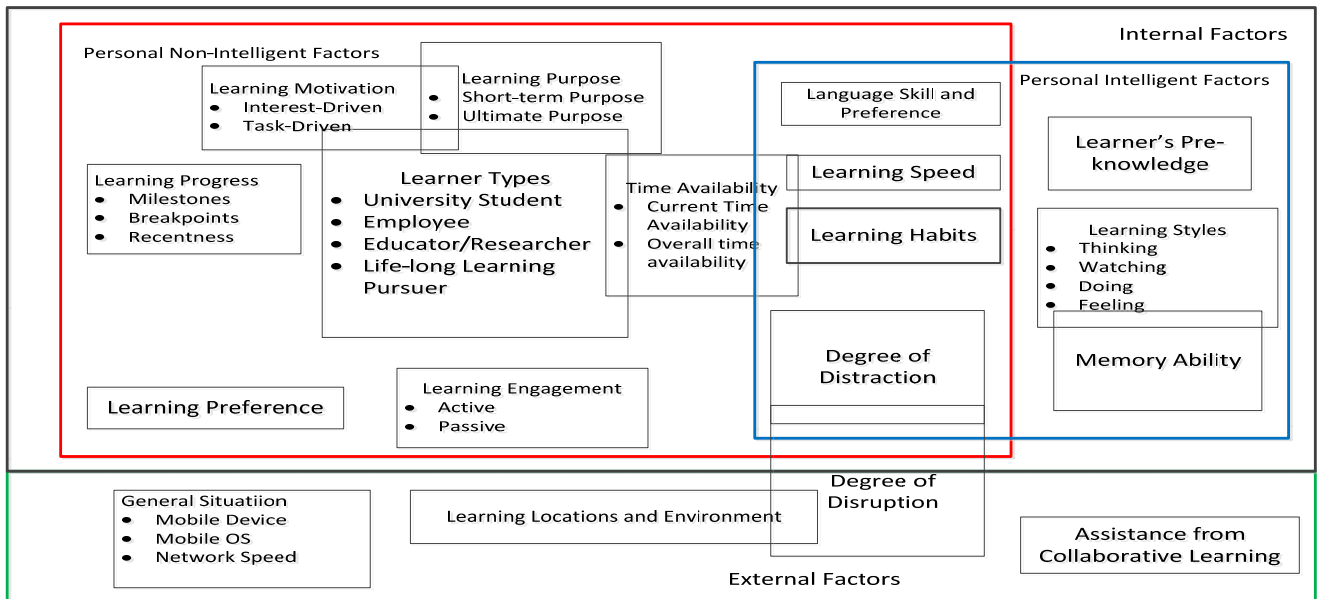 Internal Factors
Personal Non-Intelligent Factors
Learning Motivation
• Interest-Driven
• Task-Driven
Learning Purpose
• Short-term Purpose
• Ultimate Purpose
Personal Intelligent Factors
Language Skill and
Preference
Learner's Pre-
knowledge
Learning Progress
• Milestones
• Breakpoints
• Recentness
Learner Types
• University Student
• Employee
• Educator/Researcher
• Life-long Learning
Pursuer
Time Availability
• Current Time
Availability
• Overall time
availability
Learning Speed
Learning Habits
Learning Styles
• Thinking
• Watching
• Doing
• Feeling
Degree of
Distraction
Memory Ability
Learning Preference
Learning Engagement
• Active
• Passive
General Situatiion
• Mobile Device
• Mobile OS
• Network Speed
Learning Locations and Environment
Degree of
Disruption
Assistance from
Collaborative Learning
External Factors